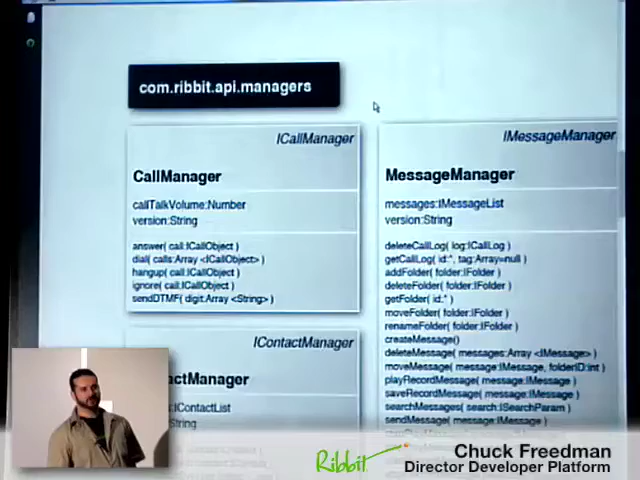 com.ribbit.api.managers
ICallManager
CallManager
callTalkVolume:Number
version:String
answer( call:ICallObject )
dial( calls:Array <ICallObject> )
hangup( call:ICallObject )
ignore( call:ICallObject )
sendDTMF( digit:Array <String> )
IContactManager
actManager
:IContactList
String
IMessageManager
MessageManager
messages:IMessageList
version:String
deleteCallLog( log:ICallLog )
getCallLog( id:*, tag:Array=null )
addFolder( folder:IFolder )
deleteFolder( folder:IFolder )
getFolder( id:* )
moveFolder( folder:IFolder )
renameFolder( folder:IFolder )
createMessage()
deleteMessage( messages:Array <IMessage> )
moveMessage( message:IMessage, folderID:int )
playRecordMessage( message:IMessage )
saveRecordMessage( message:IMessage )
searchMessages( search:ISearchParam )
sendMessage( message:IMessage )
Ribbit
Chuck Freedman
Director Developer Platform